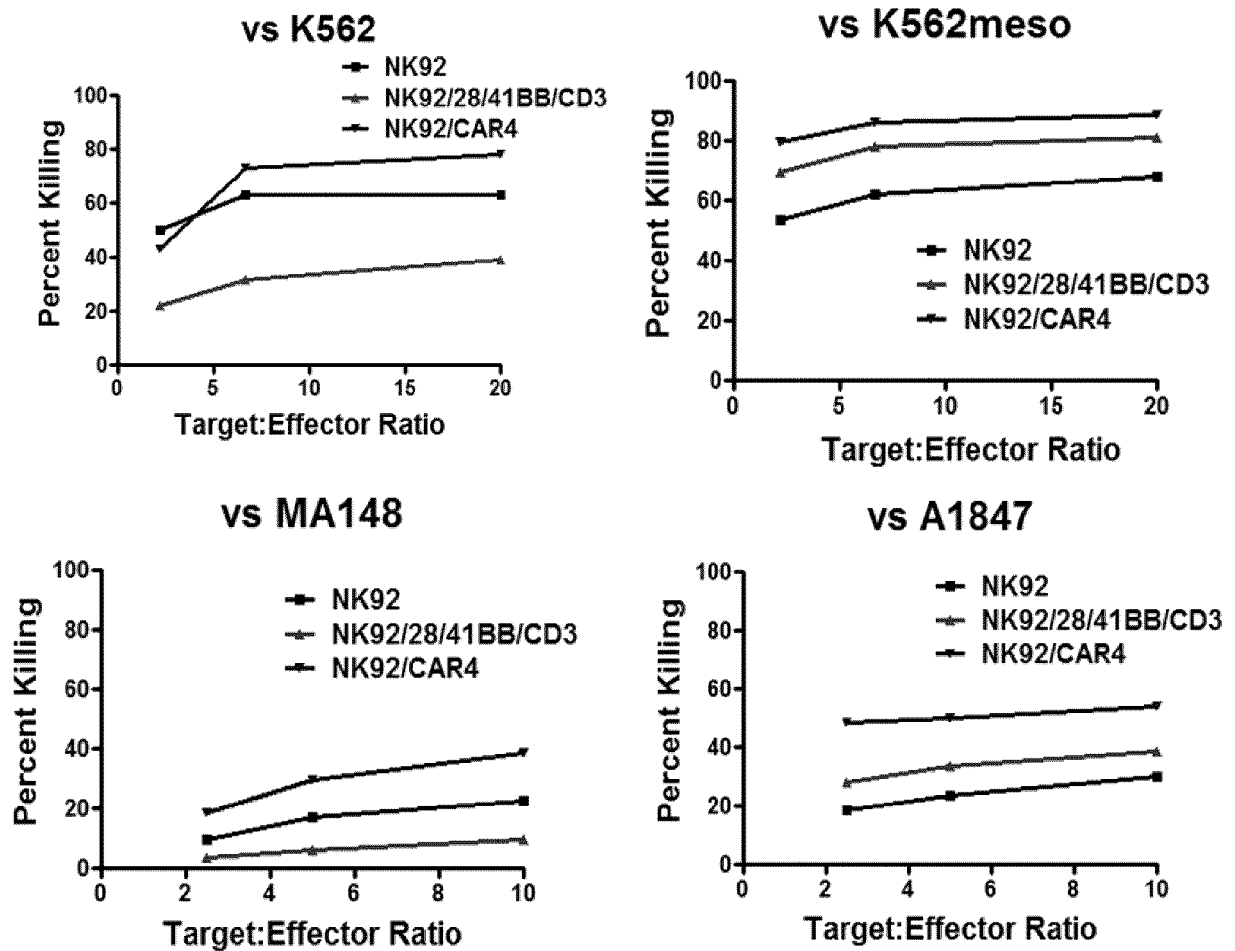 vs K562
NK92
NK92/28/41BB/CD3
NK92/CAR4
100
80
60
40
20
0
Percent Killing
0 5 10 15 20
Target:Effector Ratio
vs K562meso
100
80
60
40
20
0
Percent Killing
NK92
NK92/28/41BB/CD3
NK92/CAR4
0 5 10 15 20
Target:Effector Ratio
vs MA148
100
80
60
40
20
0
Percent Killing
NK92
NK92/28/41BB/CD3
NK92/CAR4
0 2 4 6 8 10
Target:Effector Ratio
vs A1847
100
80
60
40
20
0
Percent Killing
NK92
NK92/28/41BB/CD3
NK92/CAR4
0 2 4 6 8 10
Target:Effector Ratio